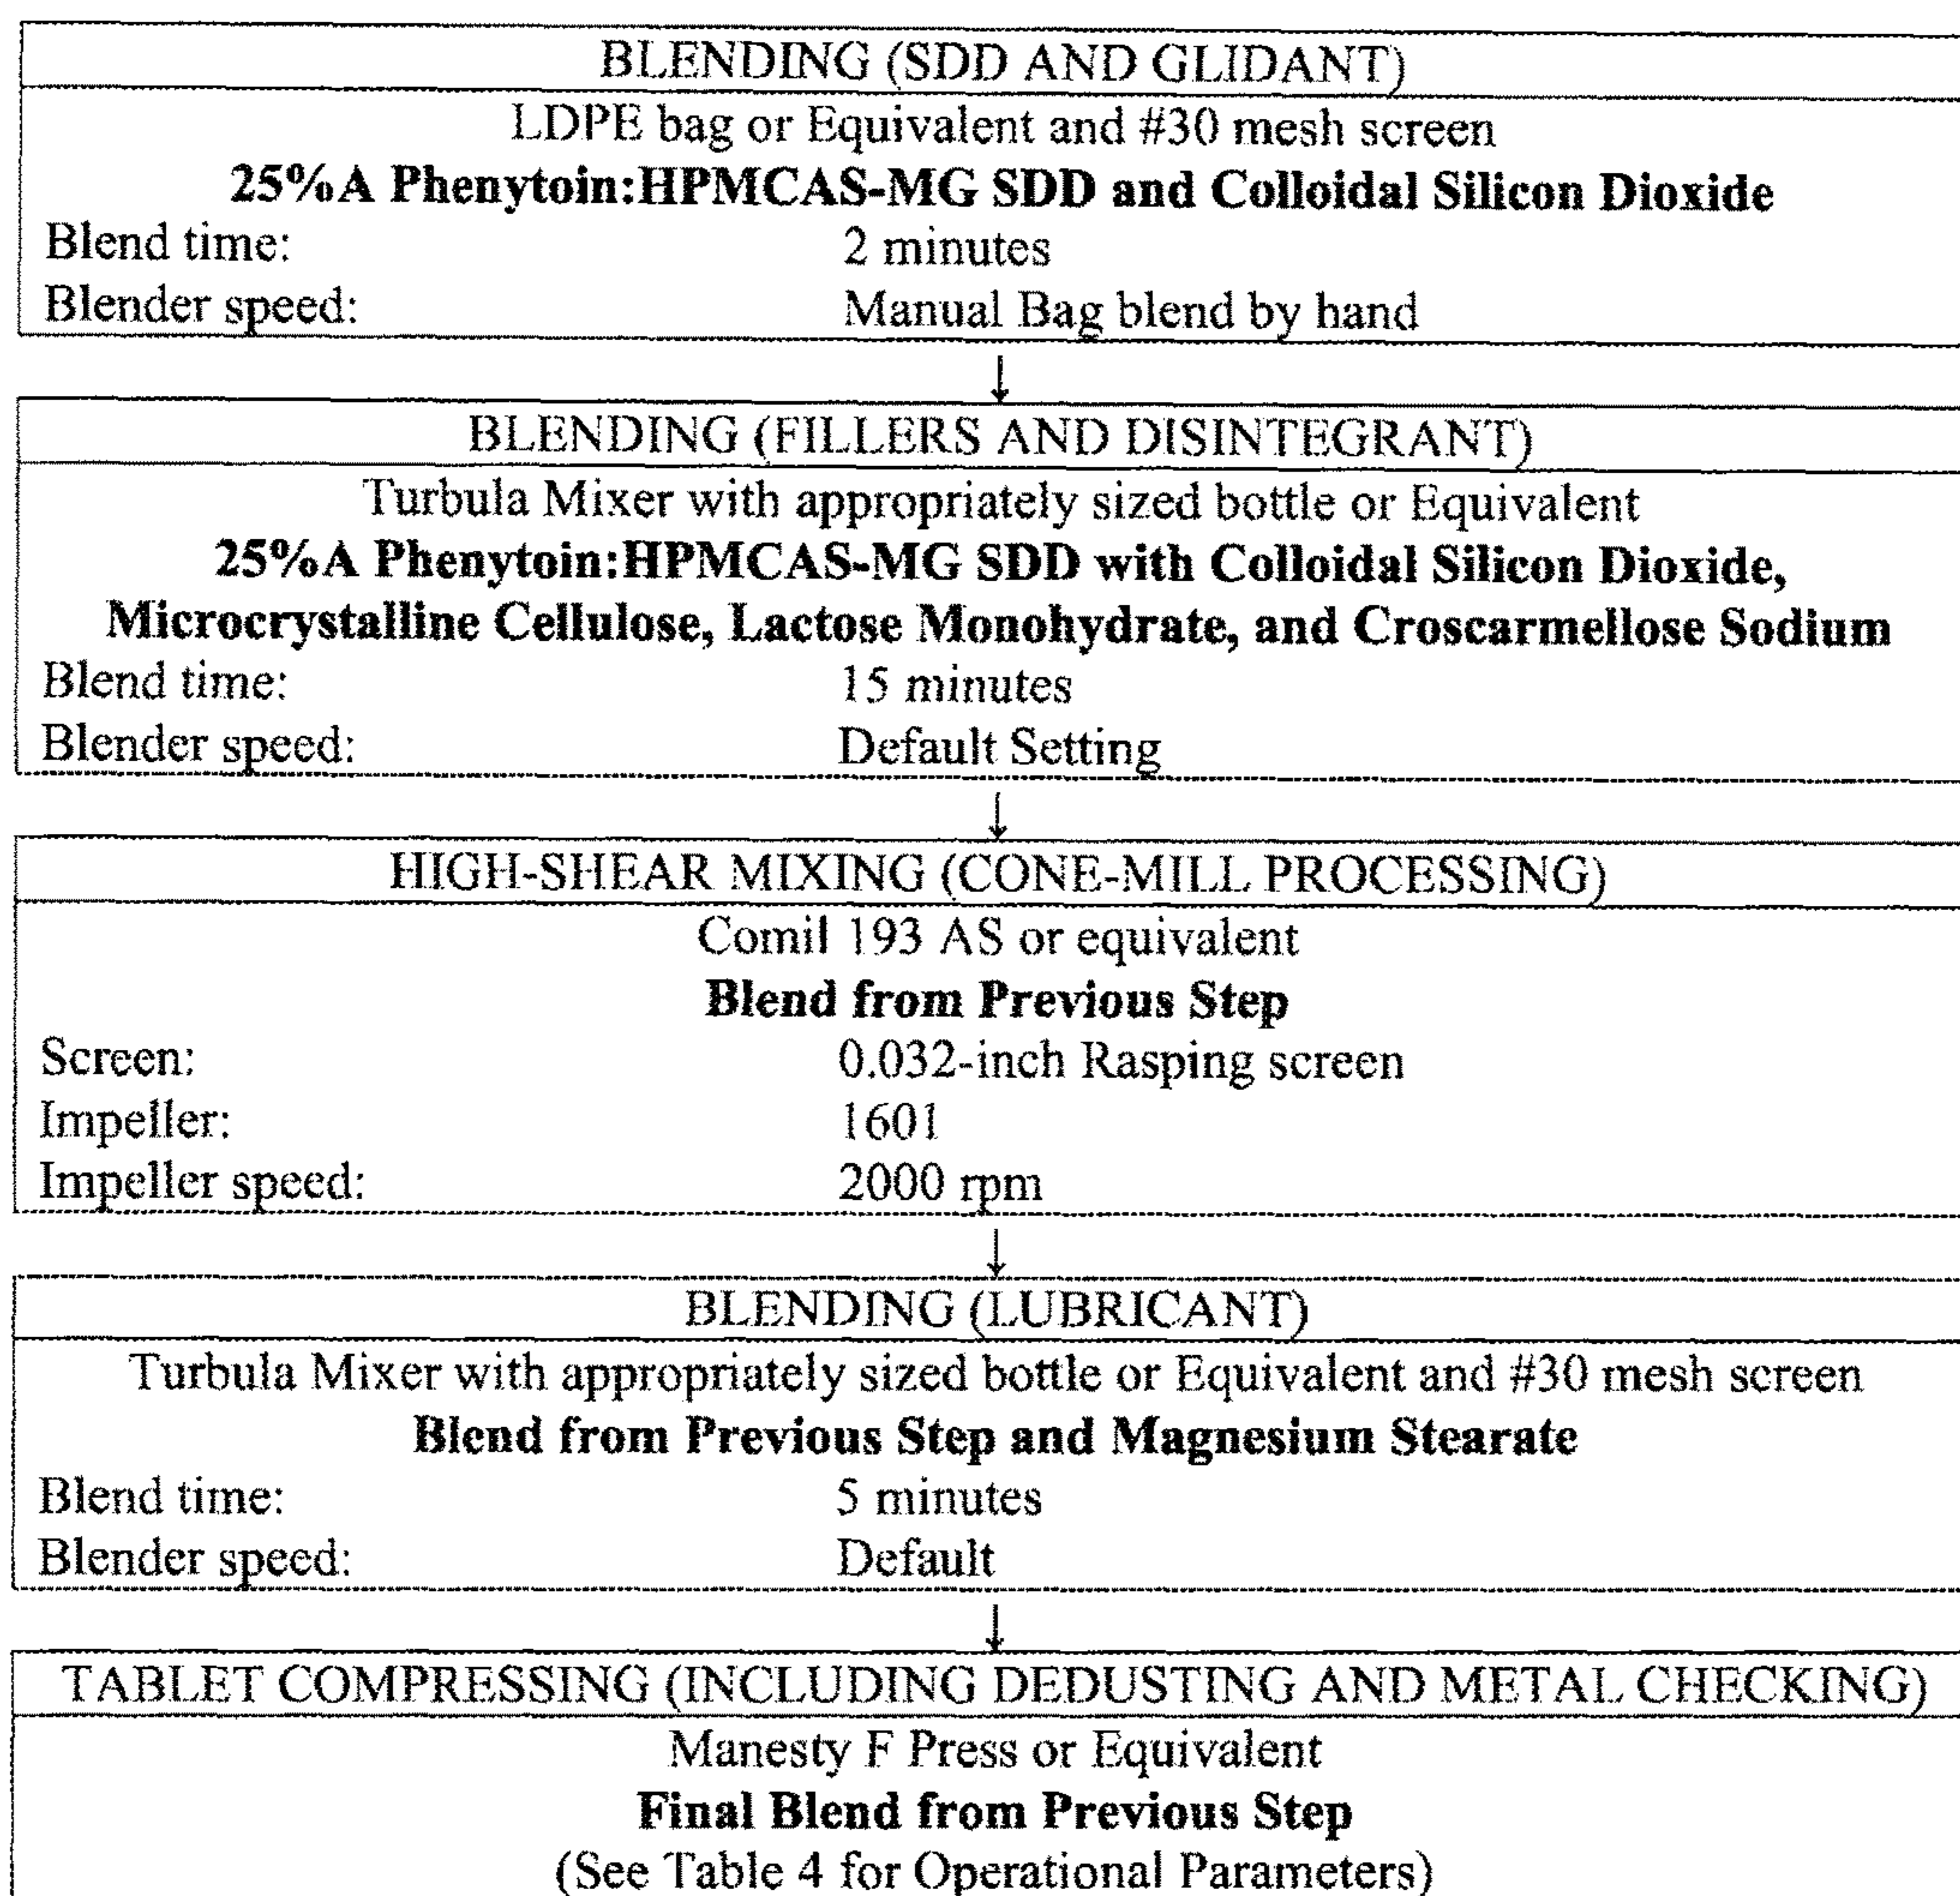 BLENDING (SDD AND GLIDANT)
LDPE bag or Equivalent and #30 mesh screen
25%A Phenytoin:HPMCAS-MG SDD and Colloidal Silicon Dioxide
Blend time: 2 minutes
Blender speed: Manual Bag blend by hand
↓
BLENDING (FILLERS AND DISINTEGRANT)
Turbula Mixer with appropriately sized bottle or Equivalent
25%A Phenytoin:HPMCAS-MG SDD with Colloidal Silicon Dioxide,
Microcrystalline Cellulose, Lactose Monohydrate, and Croscarmellose Sodium
Blend time: 15 minutes
Blender speed: Default Setting
↓
HIGH-SHEAR MIXING (CONE-MILL PROCESSING)
Comil 193 AS or equivalent
Blend from Previous Step
Screen: 0.032-inch Rasping screen
Impeller: 1601
Impeller speed: 2000 rpm
↓
BLENDING (LUBRICANT)
Turbula Mixer with appropriately sized bottle or Equivalent and #30 mesh screen
Blend from Previous Step and Magnesium Stearate
Blend time: 5 minutes
Blender speed: Default
↓
TABLET COMPRESSING (INCLUDING DEDUSTING AND METAL CHECKING)
Manesty F Press or Equivalent
Final Blend from Previous Step
(See Table 4 for Operational Parameters)